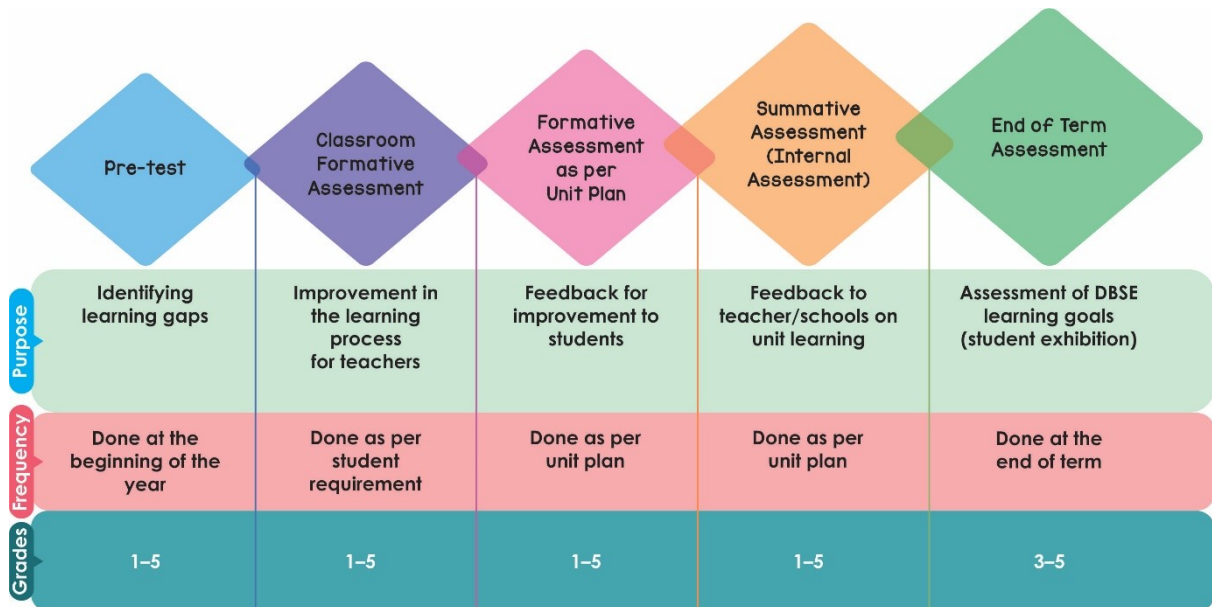 Pre-test
Classroom
Formative
Assessment
Formative
Assessment
as per
Unit Plan
Summative
Assessment
(Internal
Assessment)
End of Term
Assessment
Purpose
Identifying
learning gaps
Improvement in
the learning
process
for teachers
Feedback for
improvement to
students
Feedback to
teacher/schools on
unit learning
Assessment of DBSE
learning goals
(student exhibition)
Frequency
Done at the
beginning of the
year
Done as per
student
requirement
Done as per
unit plan
Done as per
unit plan
Done at the
end of term
Grades
1–5
1–5
1–5
1–5
3–5